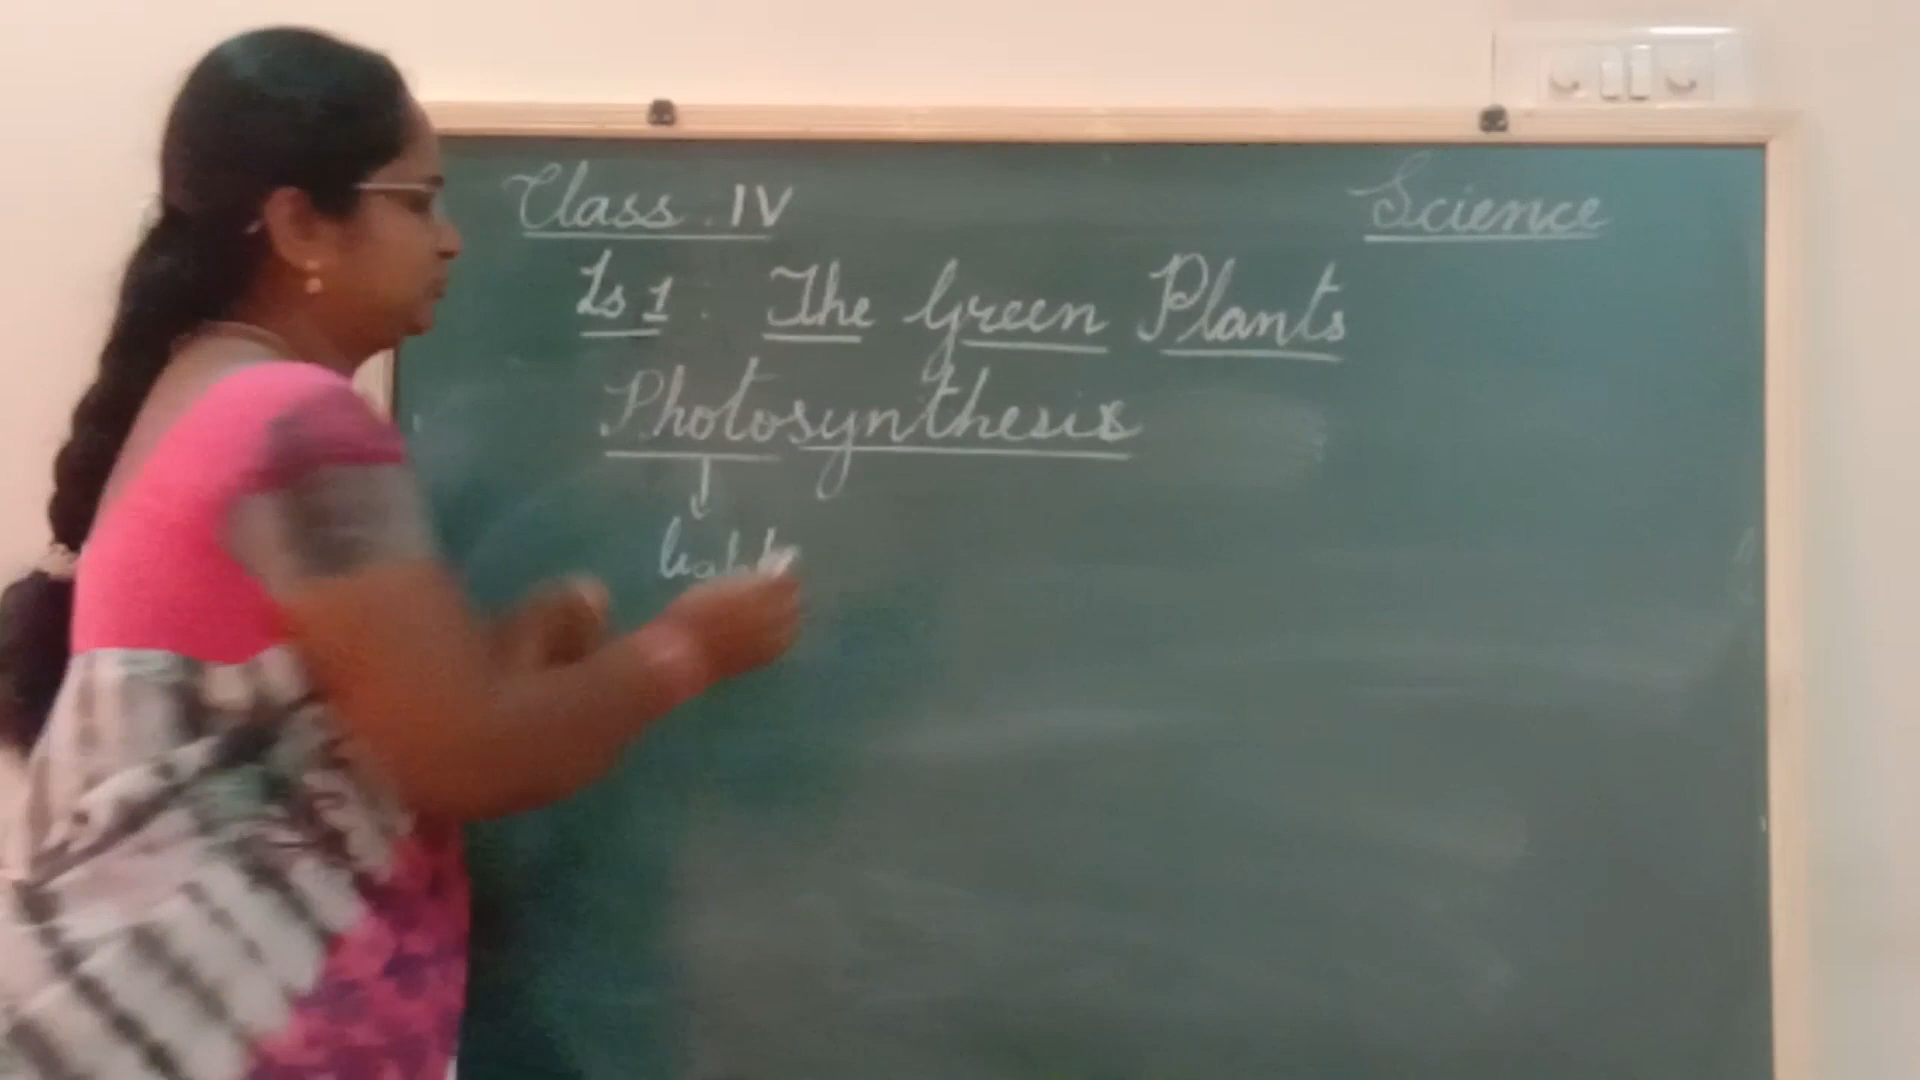 Class . IV
Science
Ls 1 : The Green Plants
Photosynthesis
light